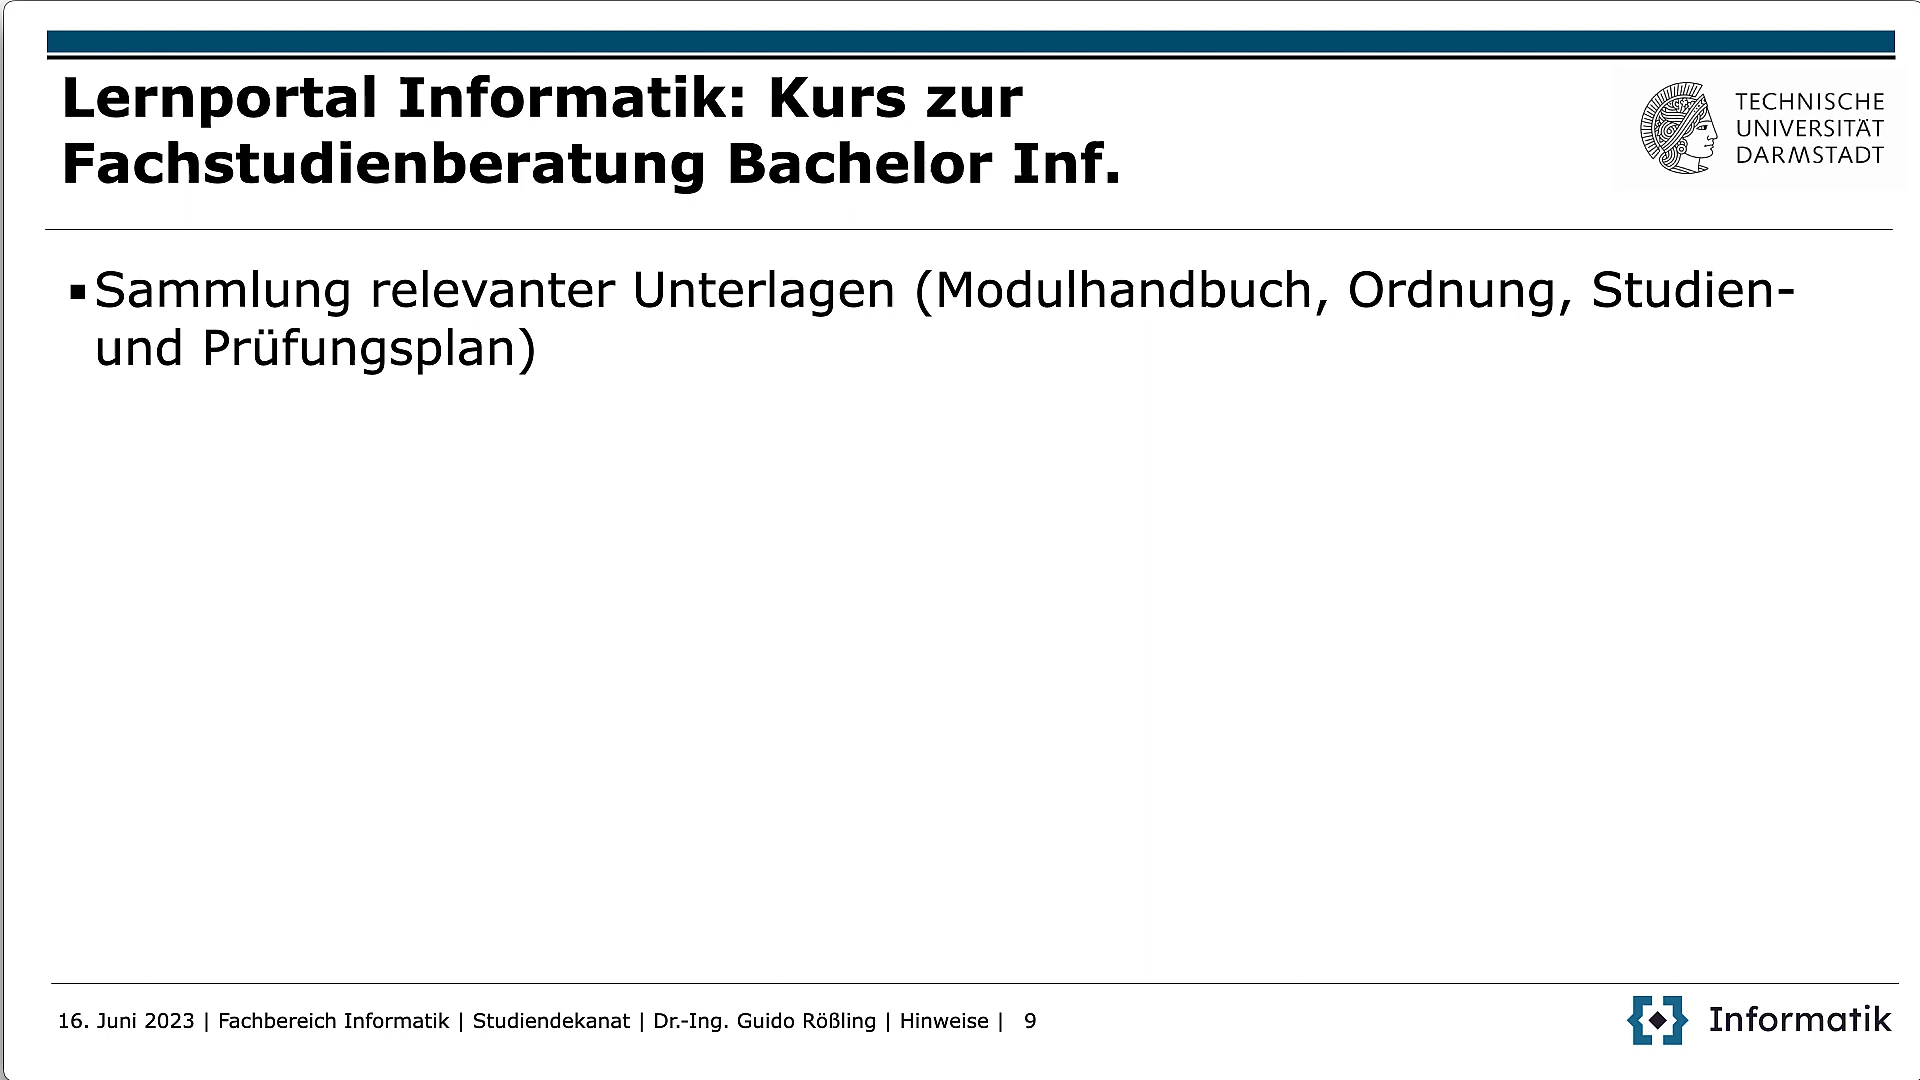 Lernportal Informatik: Kurs zur
Fachstudienberatung Bachelor Inf.
TECHNISCHE
UNIVERSITÄT
DARMSTADT
▪Sammlung relevanter Unterlagen (Modulhandbuch, Ordnung, Studien-
und Prüfungsplan)
16. Juni 2023 | Fachbereich Informatik | Studiendekanat | Dr.-Ing. Guido Rößling | Hinweise | 9
Informatik